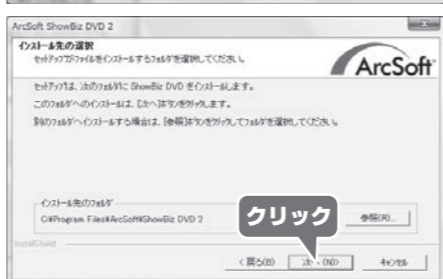 ArcSoft ShowBiz DVD 2
インストール先の選択
セットアップがファイルをインストールするフォルダを選択してください。
ArcSoft
セットアップは、次のフォルダに ShowBiz DVD をインストールします。
このフォルダへのインストールは、[次へ]ボタンをクリックします。
別のフォルダへインストールする場合は、[参照]ボタンをクリックしてフォルダを選択してください。
インストール先のフォルダ
C:¥Program Files¥ArcSoft¥ShowBiz DVD 2
クリック
参照(R)...
InstallShield
< 戻る(B)
次へ (N)>
キャンセル